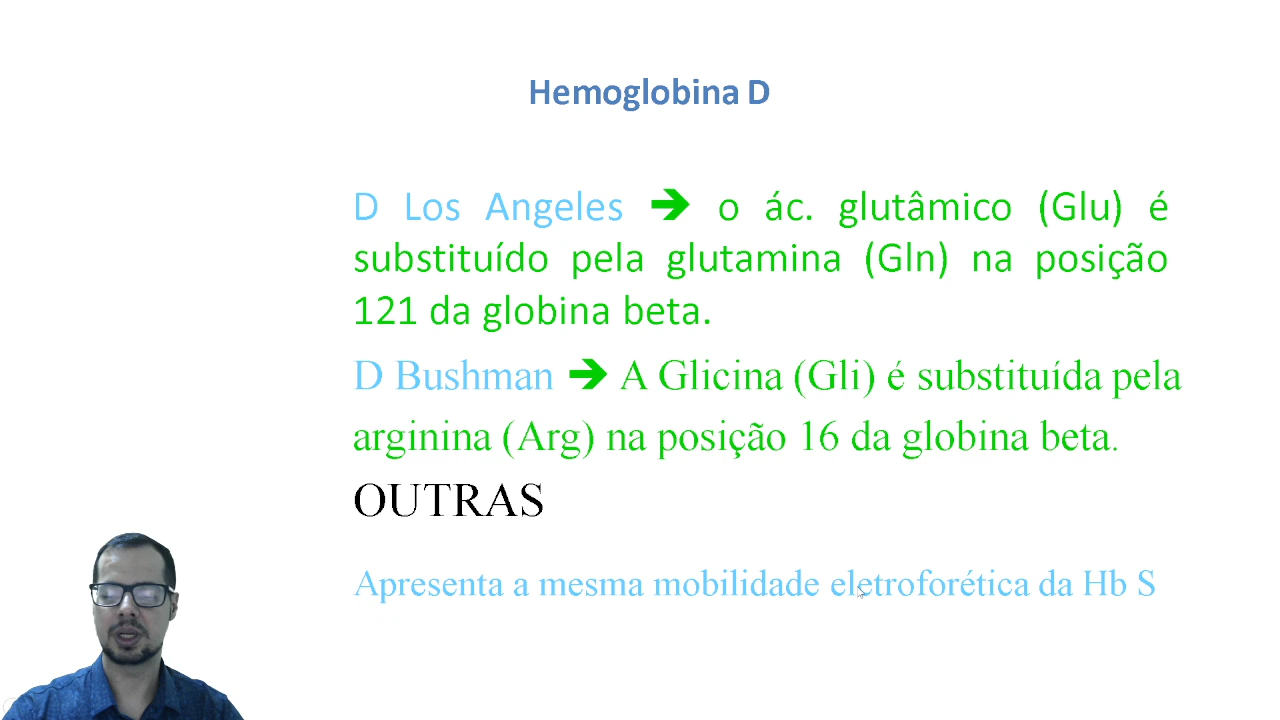 Hemoglobina D
D Los Angeles ➔ o ác. glutâmico (Glu) é
substituído pela glutamina (Gln) na posição
121 da globina beta.
D Bushman ➔ A Glicina (Gli) é substituída pela
arginina (Arg) na posição 16 da globina beta.
OUTRAS
Apresenta a mesma mobilidade eletroforética da Hb S